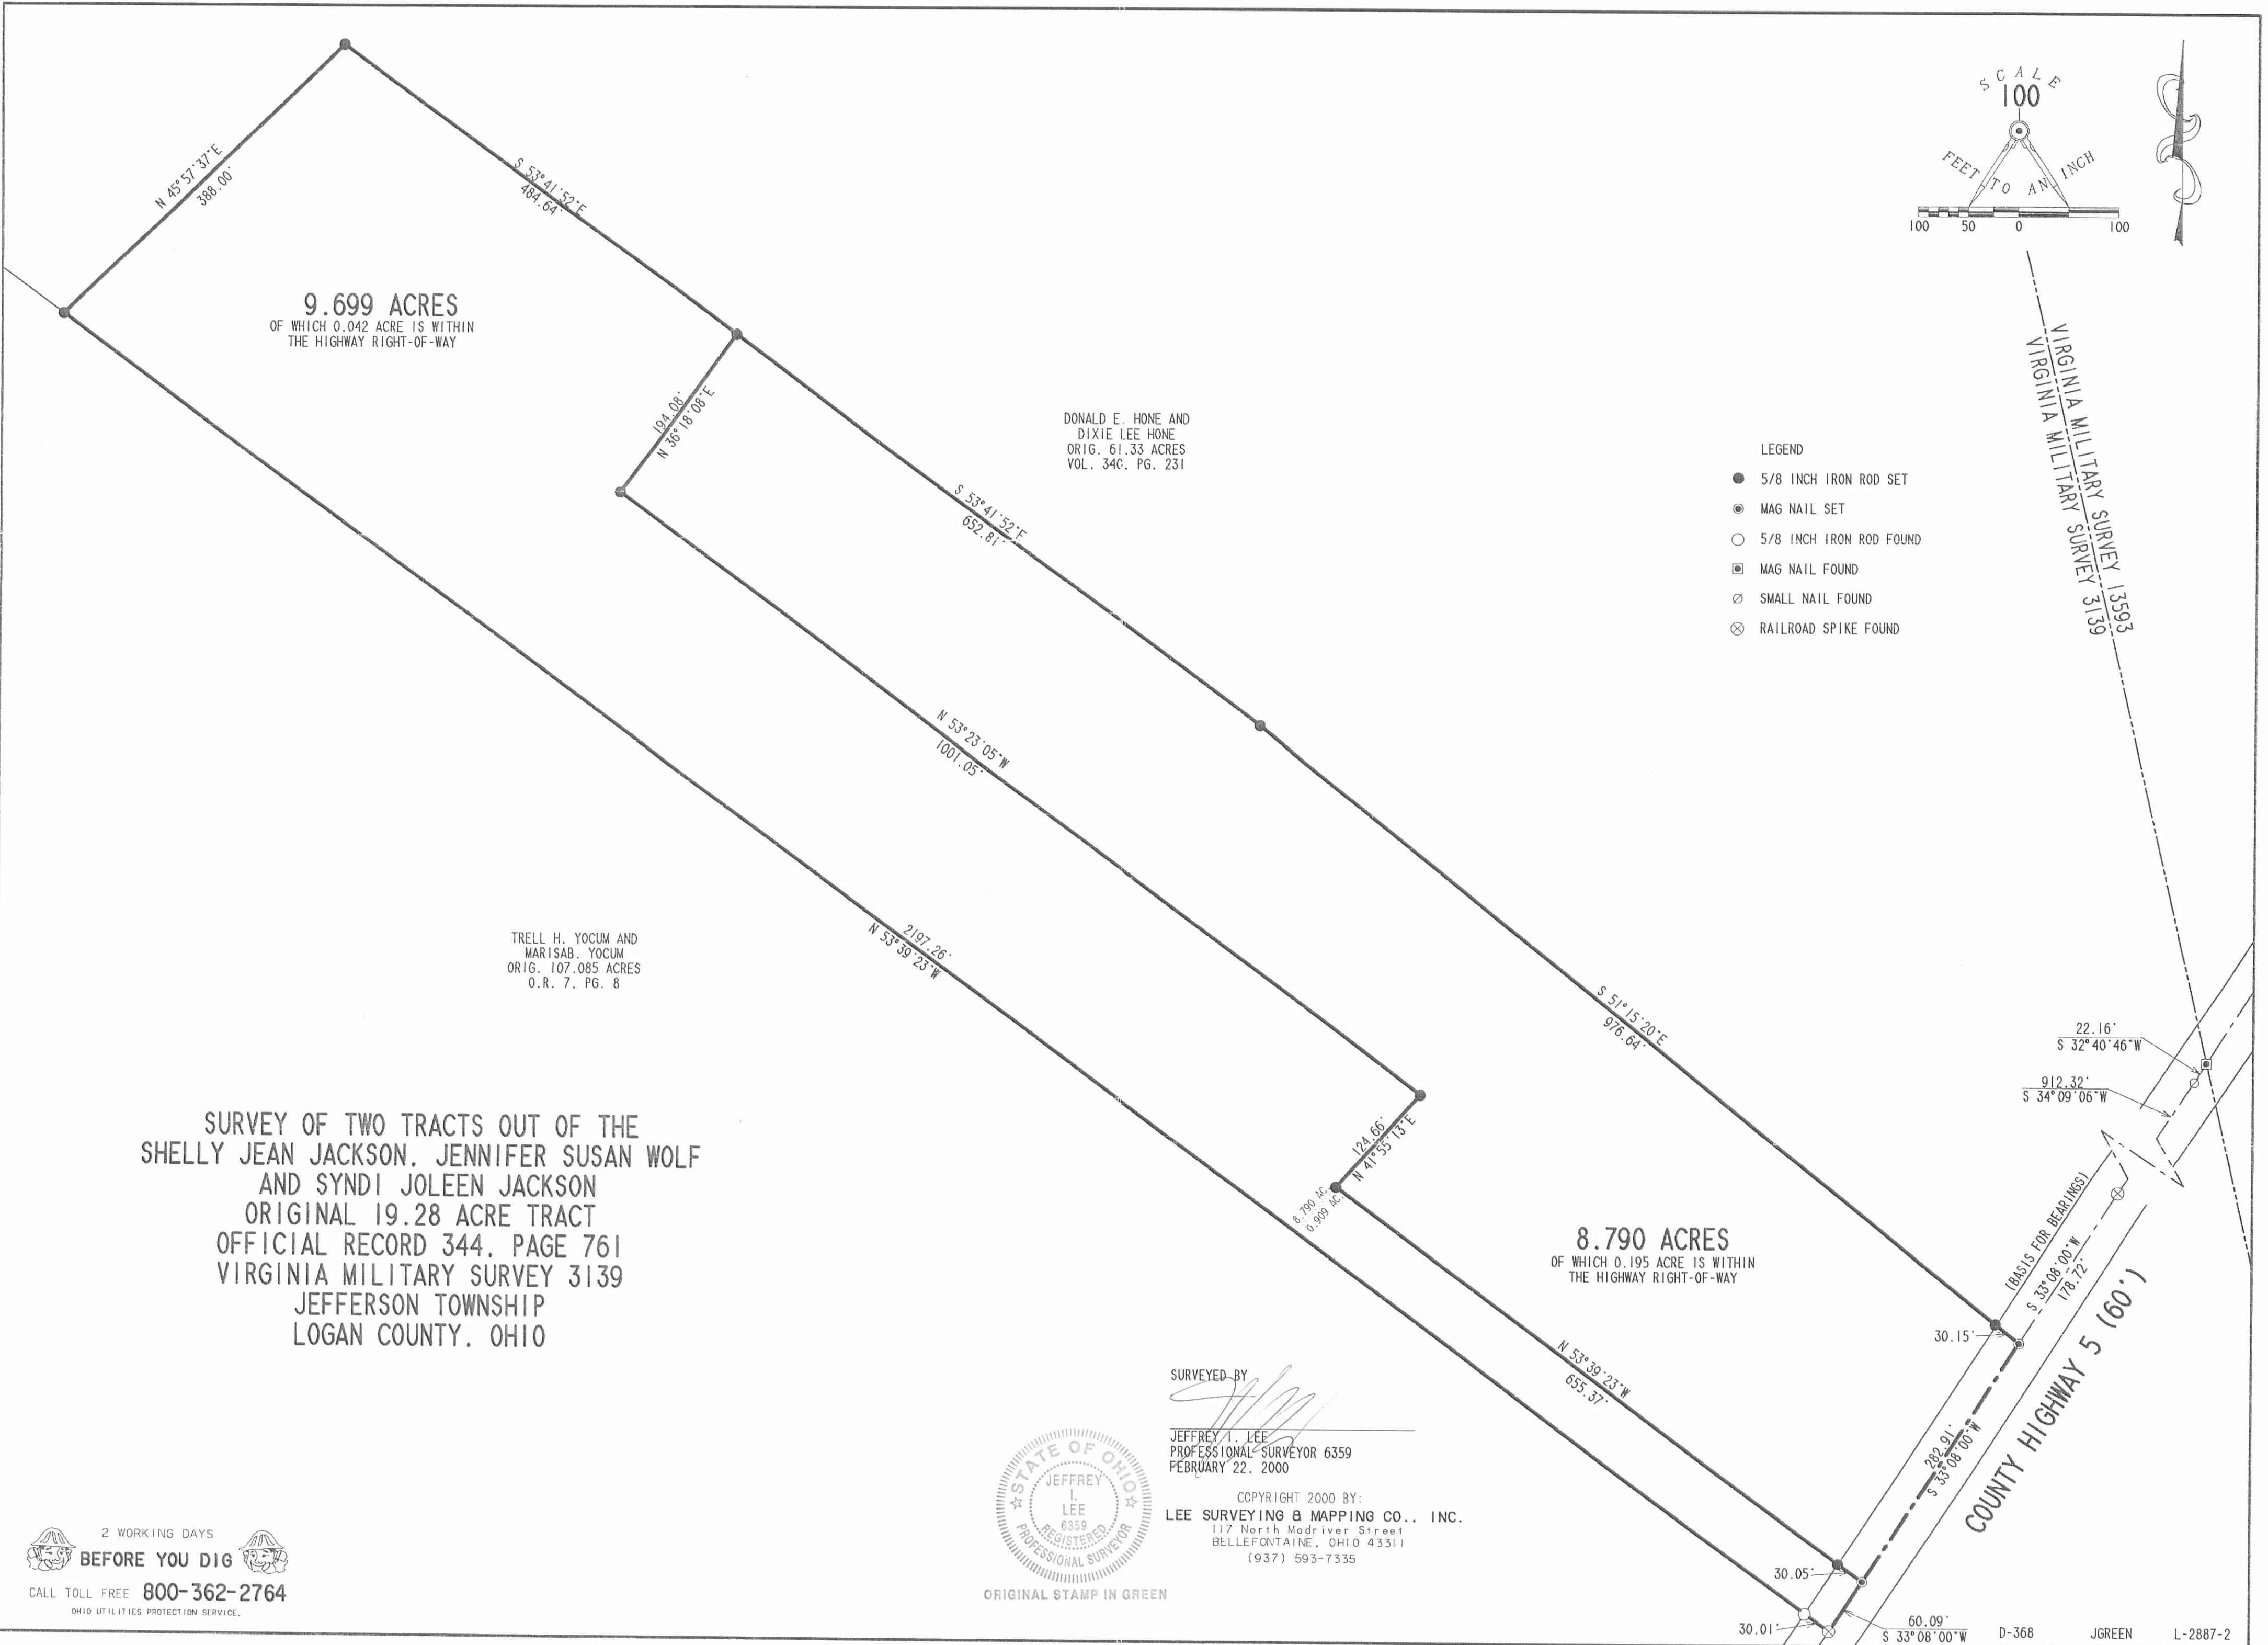 SCALE
100
FEET TO AN INCH
100 50 0 100
N 45°57'37"E
388.00'
S 53°41'52"E
484.64'
9.699 ACRES
OF WHICH 0.042 ACRE IS WITHIN
THE HIGHWAY RIGHT-OF-WAY
194.08'
N 36°18'08"E
DONALD E. HONE AND
DIXIE LEE HONE
ORIG. 61.33 ACRES
VOL. 340, PG. 231
S 53°41'52"E
652.81'
VIRGINIA MILITARY SURVEY 13593
VIRGINIA MILITARY SURVEY 3139
LEGEND
5/8 INCH IRON ROD SET
MAG NAIL SET
5/8 INCH IRON ROD FOUND
MAG NAIL FOUND
SMALL NAIL FOUND
RAILROAD SPIKE FOUND
N 53°23'05"W
1001.05'
2197.26'
N 53°39'23"W
TRELL H. YOCUM AND
MARISAB. YOCUM
ORIG. 107.085 ACRES
O.R. 7, PG. 8
S 51°15'20"E
976.64'
22.16'
S 32°40'46"W
912.32'
S 34°09'06"W
124.66'
N 41°55'13"E
8.790 AC.
0.909 AC.
8.790 ACRES
OF WHICH 0.195 ACRE IS WITHIN
THE HIGHWAY RIGHT-OF-WAY
(BASIS FOR BEARINGS)
S 33°08'00"W
178.72'
COUNTY HIGHWAY 5 (60')
30.15'
282.91'
S 33°08'00"W
N 53°39'23"W
655.37'
30.05'
30.01'
60.09'
S 33°08'00"W
SURVEY OF TWO TRACTS OUT OF THE
SHELLY JEAN JACKSON, JENNIFER SUSAN WOLF
AND SYNDI JOLEEN JACKSON
ORIGINAL 19.28 ACRE TRACT
OFFICIAL RECORD 344, PAGE 761
VIRGINIA MILITARY SURVEY 3139
JEFFERSON TOWNSHIP
LOGAN COUNTY, OHIO
SURVEYED BY
JEFFREY I. LEE
PROFESSIONAL SURVEYOR 6359
FEBRUARY 22, 2000
COPYRIGHT 2000 BY:
LEE SURVEYING & MAPPING CO., INC.
117 North Madriver Street
BELLEFONTAINE, OHIO 43311
(937) 593-7335
STATE OF OHIO
JEFFREY
I.
LEE
6359
REGISTERED
PROFESSIONAL SURVEYOR
ORIGINAL STAMP IN GREEN
2 WORKING DAYS
BEFORE YOU DIG
CALL TOLL FREE 800-362-2764
OHIO UTILITIES PROTECTION SERVICE.
D-368 JGREEN L-2887-2